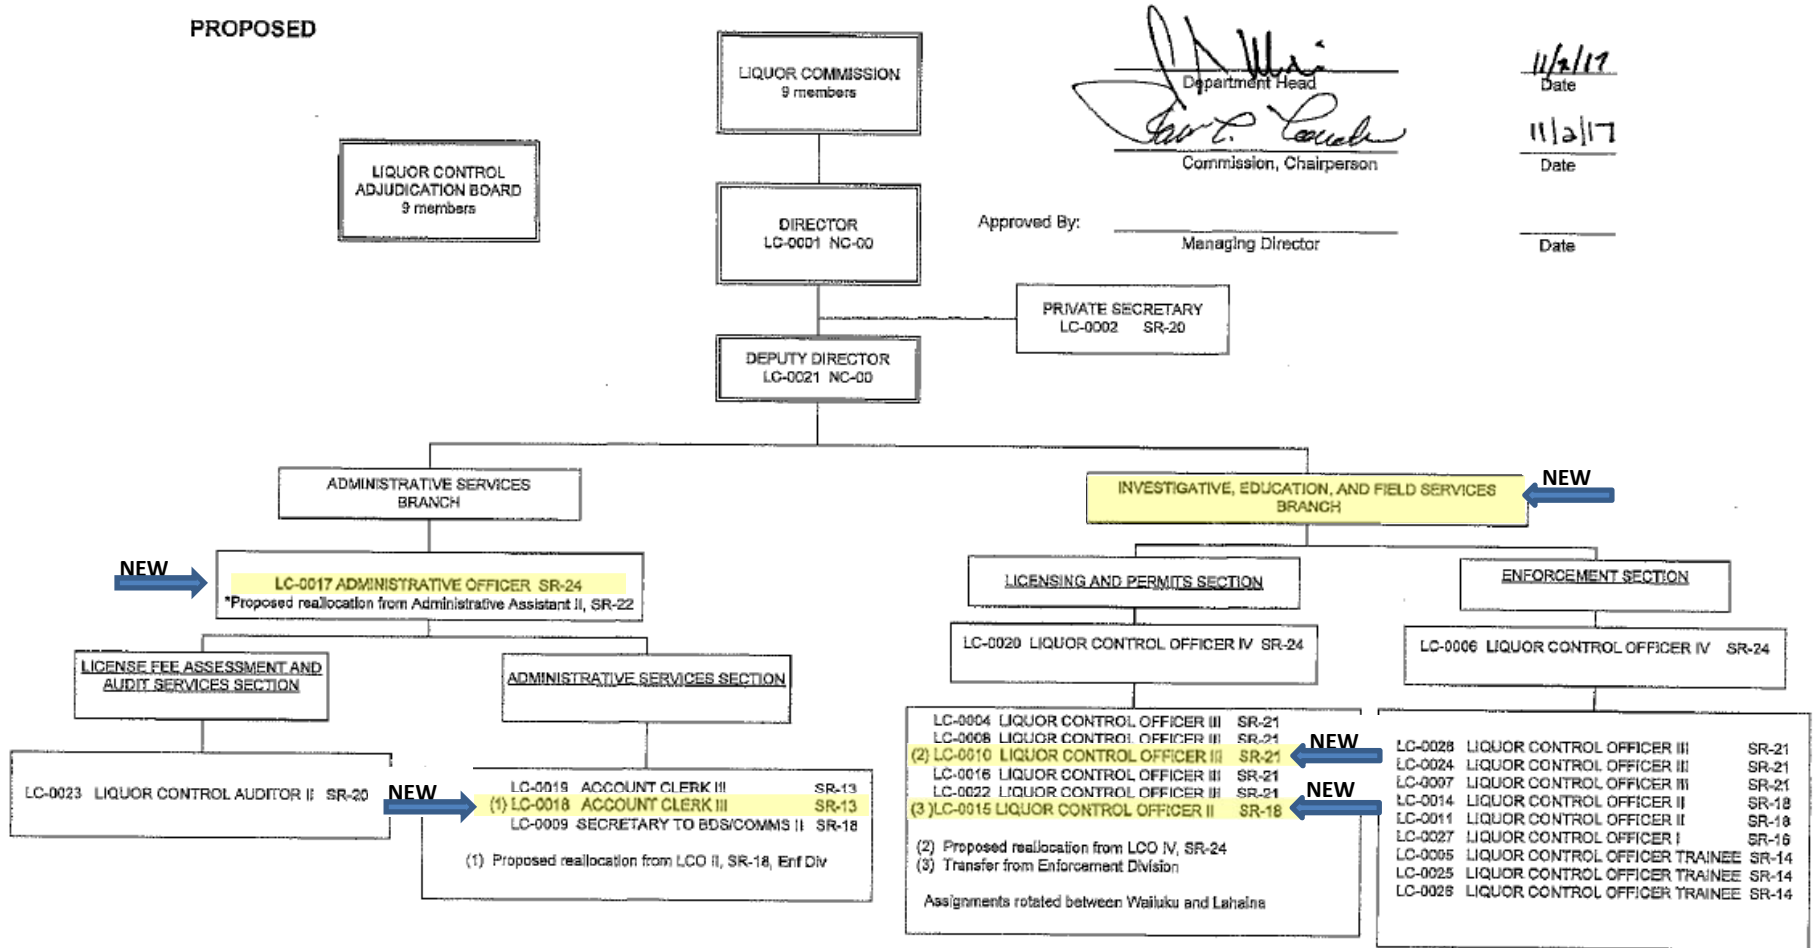 PROPOSED
LIQUOR COMMISSION
9 members
Department Head
11/2/17
Date
Commission, Chairperson
11/2/17
Date
Approved By:
Managing Director
Date
LIQUOR CONTROL
ADJUDICATION BOARD
9 members
DIRECTOR
LC-0001 NC-00
PRIVATE SECRETARY
LC-0002 SR-20
DEPUTY DIRECTOR
LC-0021 NC-00
ADMINISTRATIVE SERVICES
BRANCH
INVESTIGATIVE, EDUCATION, AND FIELD SERVICES
BRANCH
NEW
NEW
LC-0017 ADMINISTRATIVE OFFICER SR-24
*Proposed reallocation from Administrative Assistant II, SR-22
LICENSING AND PERMITS SECTION
ENFORCEMENT SECTION
LC-0020 LIQUOR CONTROL OFFICER IV SR-24
LC-0006 LIQUOR CONTROL OFFICER IV SR-24
LICENSE FEE ASSESSMENT AND
AUDIT SERVICES SECTION
ADMINISTRATIVE SERVICES SECTION
LC-0023 LIQUOR CONTROL AUDITOR II SR-20
NEW
LC-0019 ACCOUNT CLERK III SR-13
(1) LC-0018 ACCOUNT CLERK III SR-13
LC-0009 SECRETARY TO BDS/COMMS II SR-18
(1) Proposed reallocation from LCO II, SR-18, Enf Div
LC-0004 LIQUOR CONTROL OFFICER III SR-21
LC-0008 LIQUOR CONTROL OFFICER III SR-21
(2) LC-0010 LIQUOR CONTROL OFFICER III SR-21
NEW
LC-0016 LIQUOR CONTROL OFFICER III SR-21
LC-0022 LIQUOR CONTROL OFFICER III SR-21
(3)LC-0015 LIQUOR CONTROL OFFICER II SR-18
NEW
(2) Proposed reallocation from LCO IV, SR-24
(3) Transfer from Enforcement Division
Assignments rotated between Wailuku and Lahaina
LC-0028 LIQUOR CONTROL OFFICER III SR-21
LC-0024 LIQUOR CONTROL OFFICER III SR-21
LC-0007 LIQUOR CONTROL OFFICER III SR-21
LC-0014 LIQUOR CONTROL OFFICER II SR-18
LC-0011 LIQUOR CONTROL OFFICER II SR-18
LC-0027 LIQUOR CONTROL OFFICER I SR-16
LC-0005 LIQUOR CONTROL OFFICER TRAINEE SR-14
LC-0025 LIQUOR CONTROL OFFICER TRAINEE SR-14
LC-0026 LIQUOR CONTROL OFFICER TRAINEE SR-14